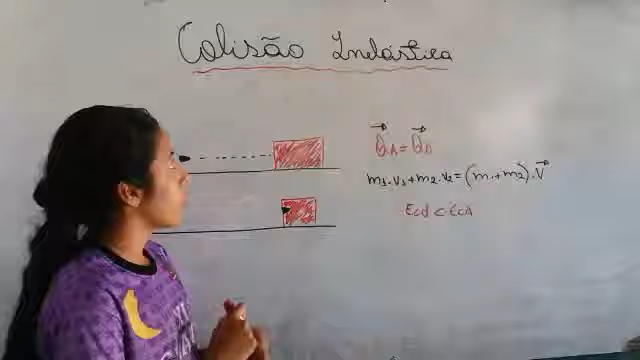 Colisão Inelástica
Q⃗A = Q⃗D
m1.v1+m2.v2=(m1+m2).V⃗
Ecd < EcA